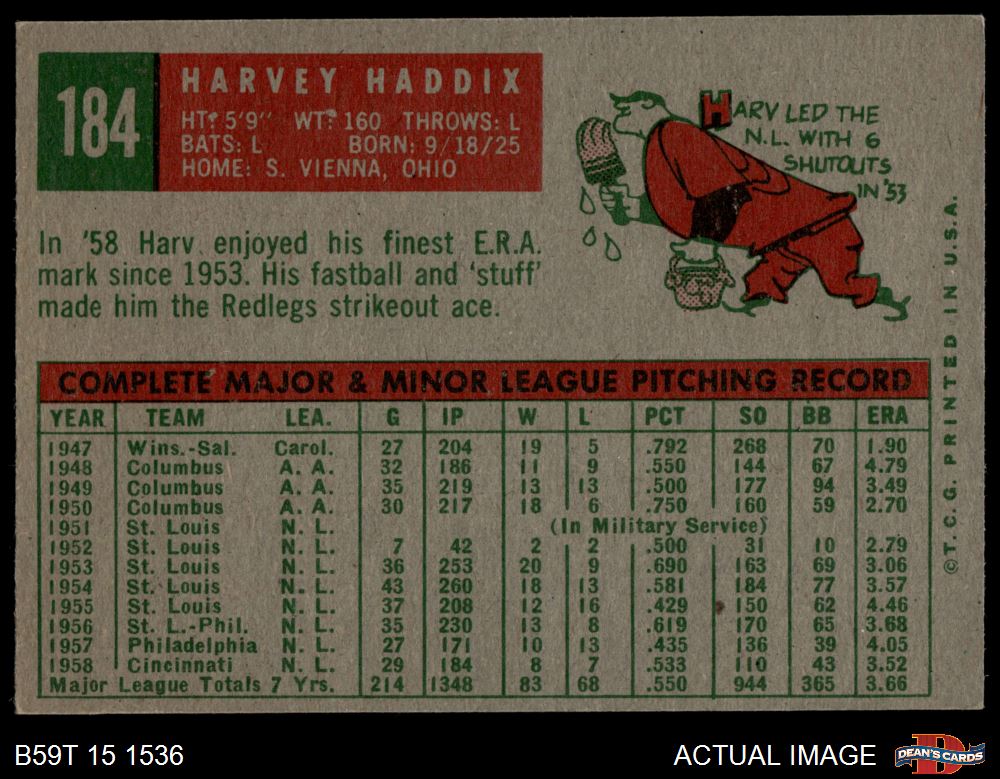 184
HARVEY HADDIX
HT: 5'9" WT: 160 THROWS: L
BATS: L BORN: 9/18/25
HOME: S. VIENNA, OHIO
HARV LED THE
N.L. WITH 6
SHUTOUTS
IN '53
In '58 Harv enjoyed his finest E.R.A.
mark since 1953. His fastball and 'stuff'
made him the Redlegs strikeout ace.
COMPLETE MAJOR & MINOR LEAGUE PITCHING RECORD
YEAR TEAM LEA. G IP W L PCT SO BB ERA
1947 Wins.-Sal. Carol. 27 204 19 5 .792 268 70 1.90
1948 Columbus A. A. 32 186 11 9 .550 144 67 4.79
1949 Columbus A. A. 35 219 13 13 .500 177 94 3.49
1950 Columbus A. A. 30 217 18 6 .750 160 59 2.70
1951 St. Louis N. L. (In Military Service)
1952 St. Louis N. L. 7 42 2 2 .500 31 10 2.79
1953 St. Louis N. L. 36 253 20 9 .690 163 69 3.06
1954 St. Louis N. L. 43 260 18 13 .581 184 77 3.57
1955 St. Louis N. L. 37 208 12 16 .429 150 62 4.46
1956 St. L.-Phil. N. L. 35 230 13 8 .619 170 65 3.68
1957 Philadelphia N. L. 27 171 10 13 .435 136 39 4.05
1958 Cincinnati N. L. 29 184 8 7 .533 110 43 3.52
Major League Totals 7 Yrs. 214 1348 83 68 .550 944 365 3.66
©T.C.G. PRINTED IN U.S.A.
B59T 15 1536
ACTUAL IMAGE
DEAN'S CARDS